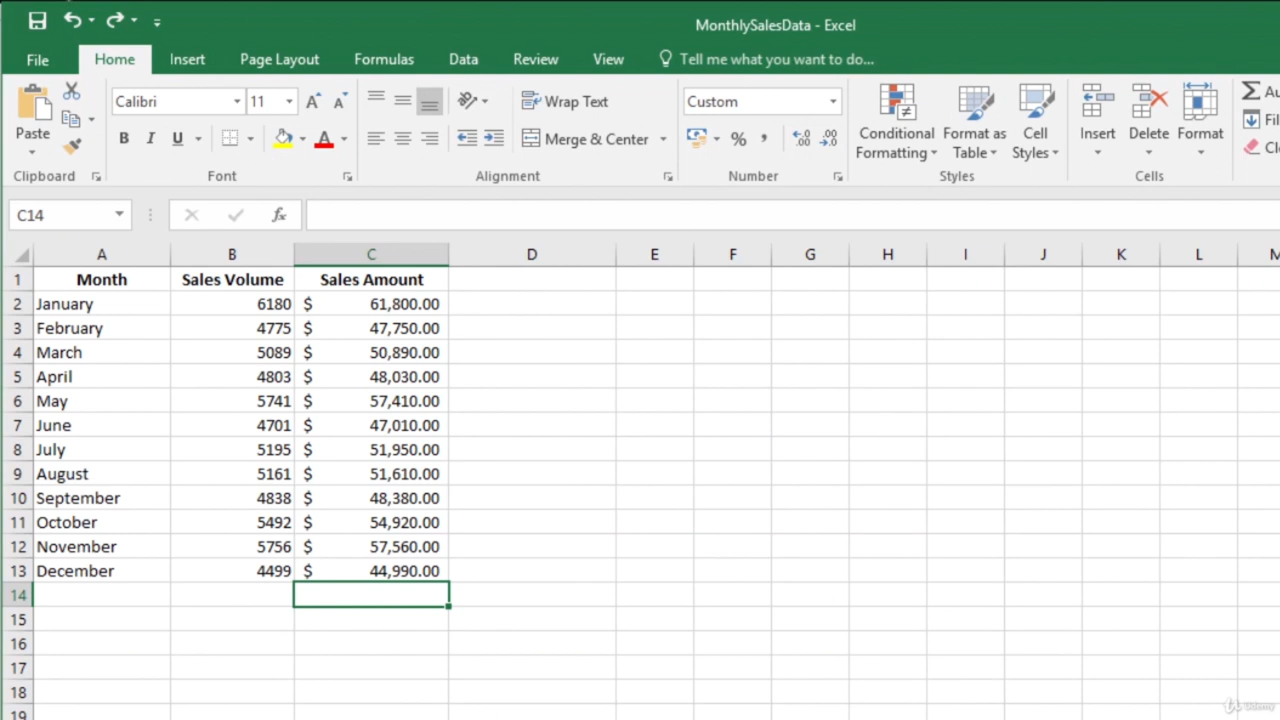 MonthlySalesData - Excel
File Home Insert Page Layout Formulas Data Review View Tell me what you want to do...
Calibri 11 Wrap Text Custom
Paste B I U Merge & Center % Conditional Formatting Format as Table Cell Styles Insert Delete Format
Clipboard Font Alignment Number Styles Cells
C14 fx
A B C D E F G H I J K L M
1 Month Sales Volume Sales Amount
2 January 6180 $ 61,800.00
3 February 4775 $ 47,750.00
4 March 5089 $ 50,890.00
5 April 4803 $ 48,030.00
6 May 5741 $ 57,410.00
7 June 4701 $ 47,010.00
8 July 5195 $ 51,950.00
9 August 5161 $ 51,610.00
10 September 4838 $ 48,380.00
11 October 5492 $ 54,920.00
12 November 5756 $ 57,560.00
13 December 4499 $ 44,990.00
14
15
16
17
18
19
Udemy